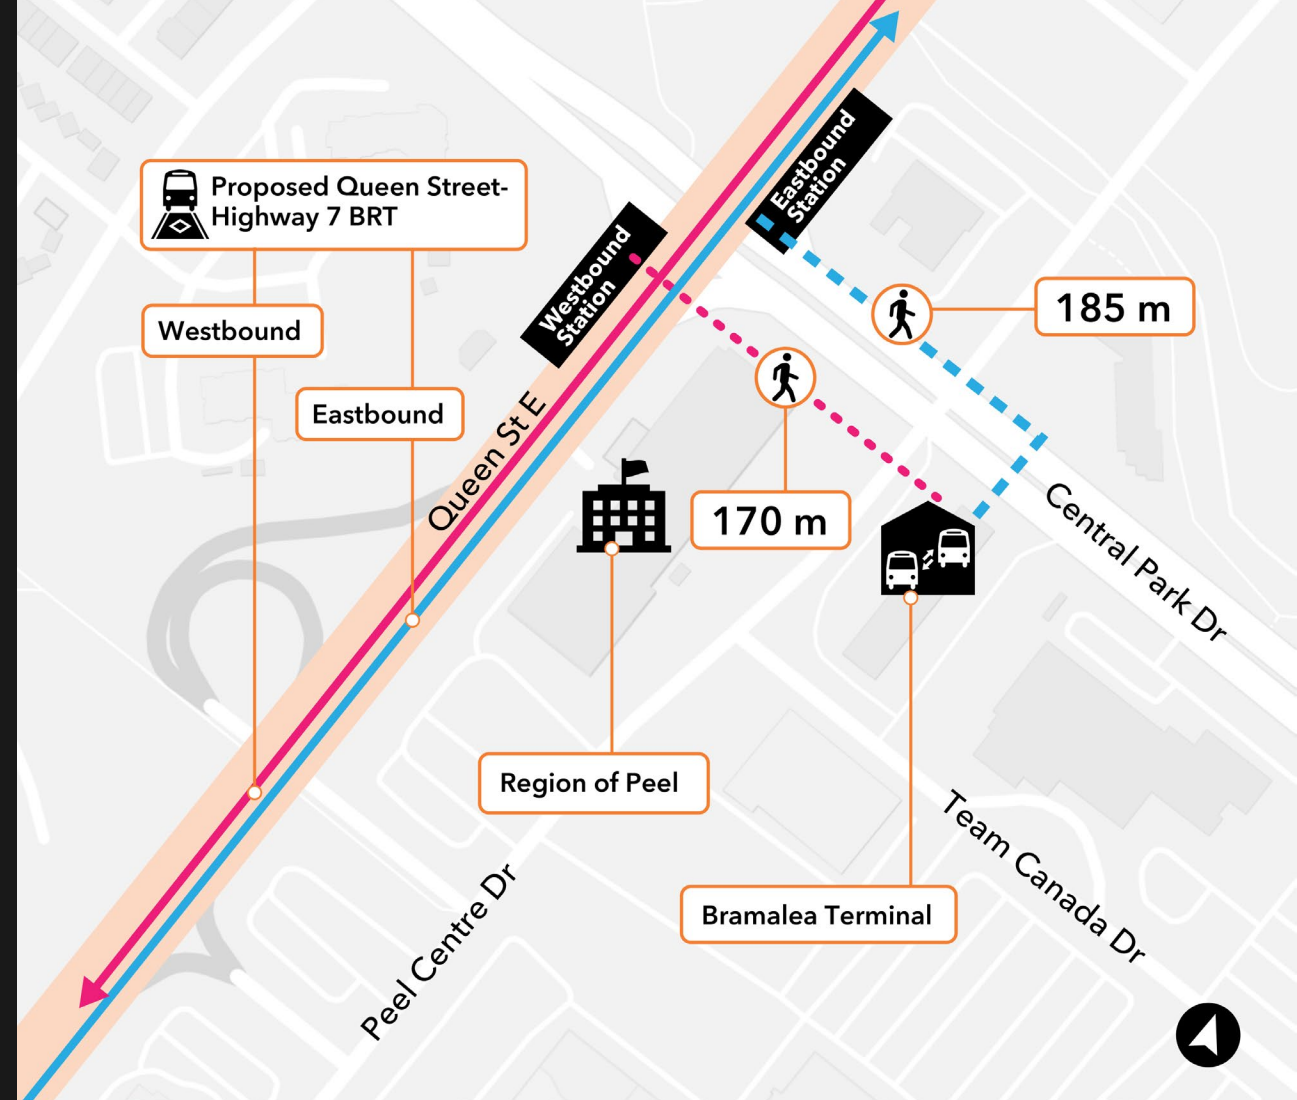 Eastbound
Station
Proposed Queen Street-
Highway 7 BRT
Westbound
Station
Westbound
185 m
Eastbound
Queen St E
170 m
Central Park Dr
Region of Peel
Team Canada Dr
Bramalea Terminal
Peel Centre Dr